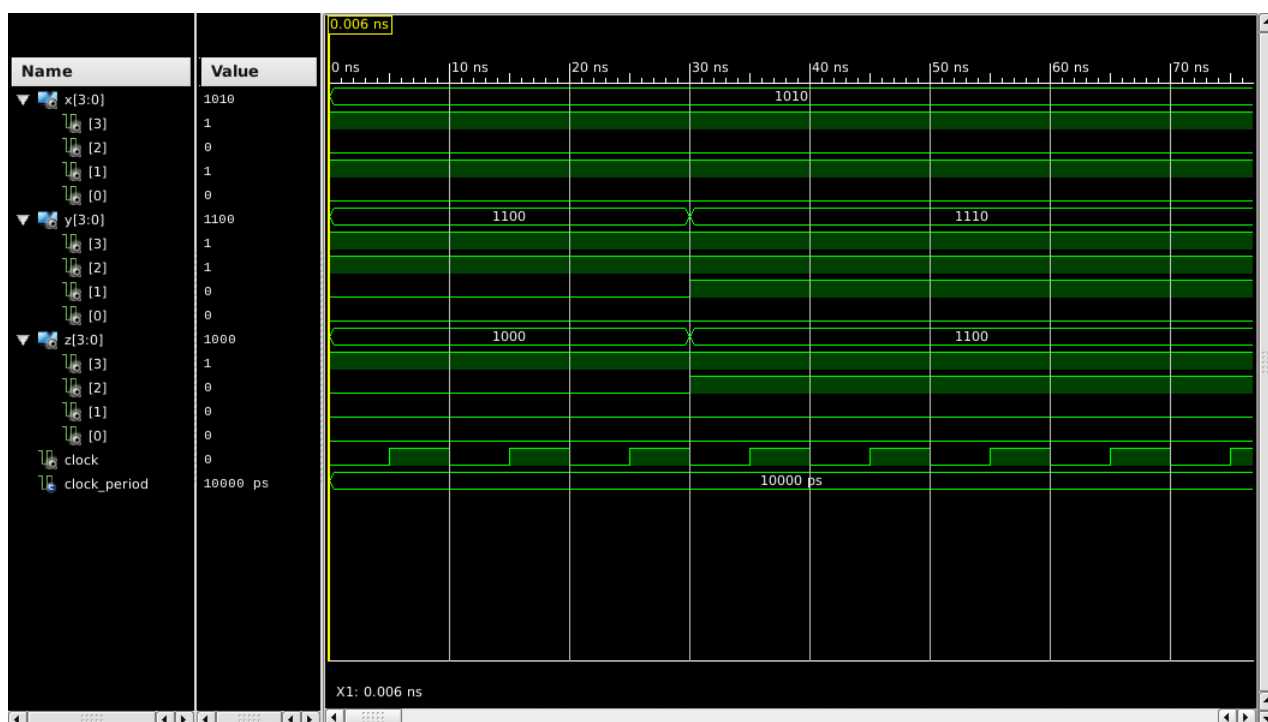 0.006 ns
Name Value 0 ns 10 ns 20 ns 30 ns 40 ns 50 ns 60 ns 70 ns
x[3:0] 1010 1010
[3] 1
[2] 0
[1] 1
[0] 0
y[3:0] 1100 1100 1110
[3] 1
[2] 1
[1] 0
[0] 0
z[3:0] 1000 1000 1100
[3] 1
[2] 0
[1] 0
[0] 0
clock 0
clock_period 10000 ps 10000 ps
X1: 0.006 ns